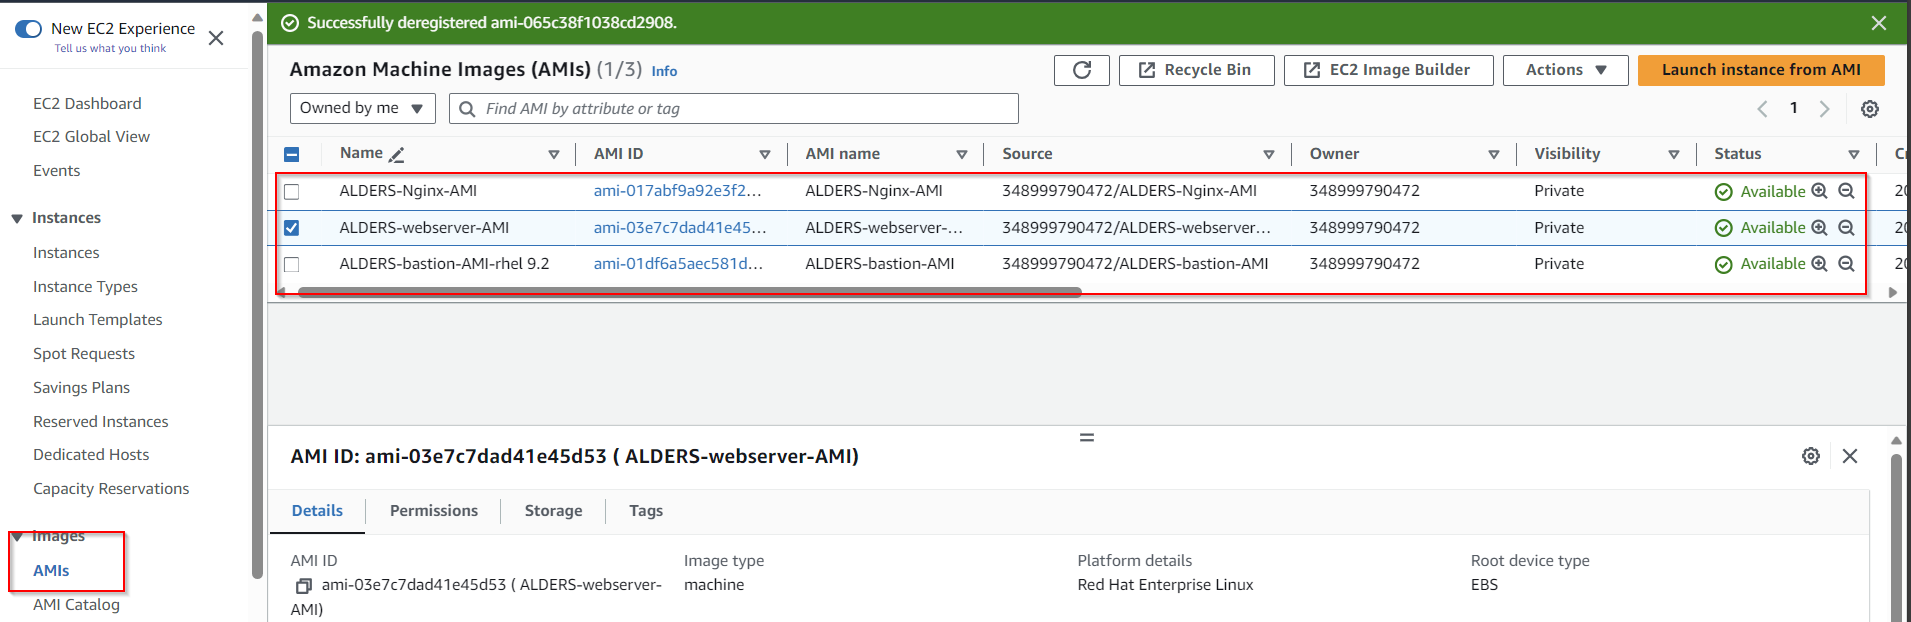 New EC2 Experience
Tell us what you think
EC2 Dashboard
EC2 Global View
Events
Instances
Instances
Instance Types
Launch Templates
Spot Requests
Savings Plans
Reserved Instances
Dedicated Hosts
Capacity Reservations
Images
AMIs
AMI Catalog
Successfully deregistered ami-065c38f1038cd2908.
Amazon Machine Images (AMIs) (1/3) Info
Recycle Bin
EC2 Image Builder
Actions
Launch instance from AMI
Owned by me
Find AMI by attribute or tag
1
Name AMI ID AMI name Source Owner Visibility Status
ALDERS-Nginx-AMI ami-017abf9a92e3f2... ALDERS-Nginx-AMI 348999790472/ALDERS-Nginx-AMI 348999790472 Private Available 20
ALDERS-webserver-AMI ami-03e7c7dad41e45... ALDERS-webserver-... 348999790472/ALDERS-webserver... 348999790472 Private Available 20
ALDERS-bastion-AMI-rhel 9.2 ami-01df6a5aec581d... ALDERS-bastion-AMI 348999790472/ALDERS-bastion-AMI 348999790472 Private Available 20
AMI ID: ami-03e7c7dad41e45d53 ( ALDERS-webserver-AMI)
Details Permissions Storage Tags
AMI ID
ami-03e7c7dad41e45d53 ( ALDERS-webserver-
AMI)
Image type
machine
Platform details
Red Hat Enterprise Linux
Root device type
EBS